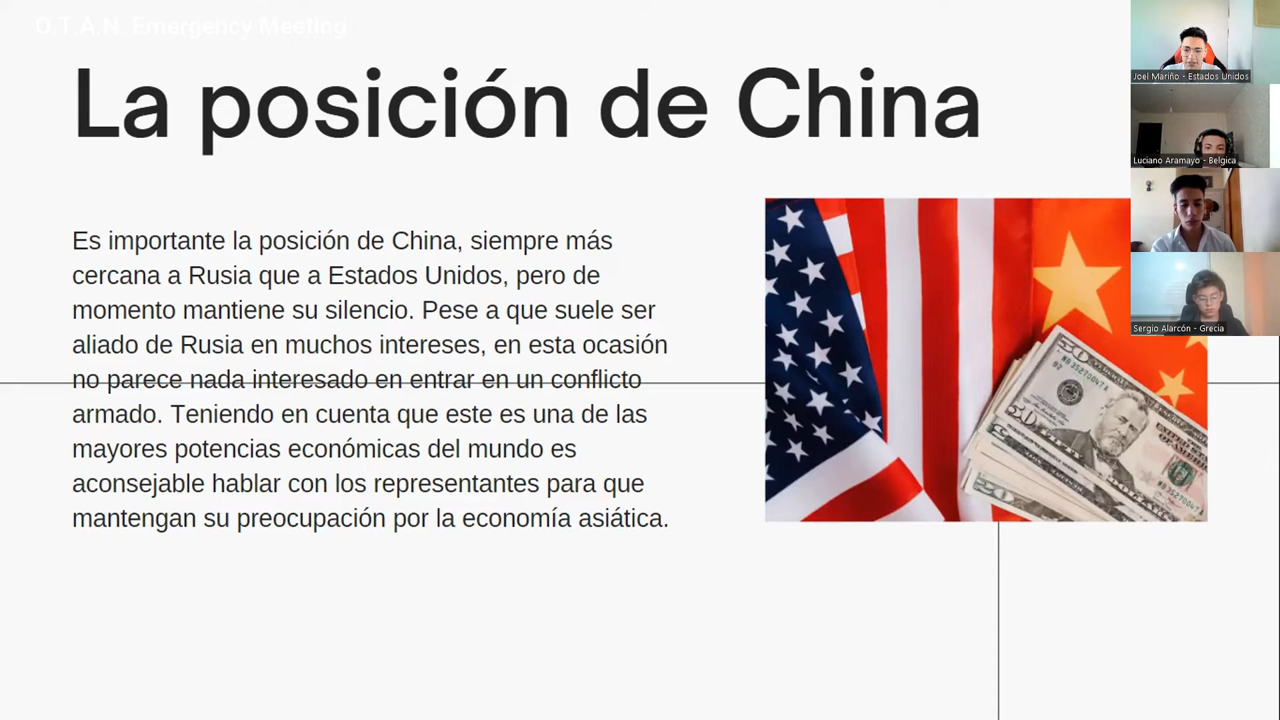 O.T.A.N. Emergency Meeting
La posición de China
Es importante la posición de China, siempre más
cercana a Rusia que a Estados Unidos, pero de
momento mantiene su silencio. Pese a que suele ser
aliado de Rusia en muchos intereses, en esta ocasión
no parece nada interesado en entrar en un conflicto
armado. Teniendo en cuenta que este es una de las
mayores potencias económicas del mundo es
aconsejable hablar con los representantes para que
mantengan su preocupación por la economía asiática.
Joel Mariño - Estados Unidos
Luciano Aramayo - Belgica
Sergio Alarcón - Grecia
50
50
20